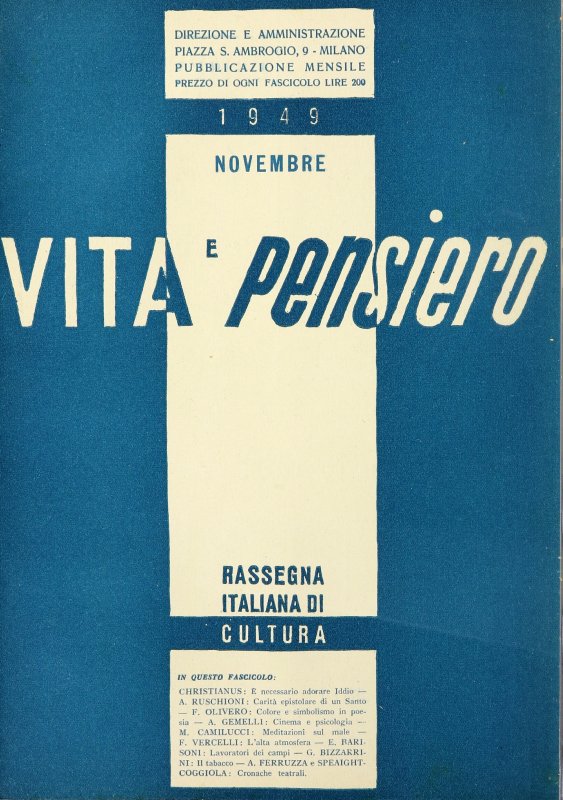 DIREZIONE E AMMINISTRAZIONE
PIAZZA S. AMBROGIO, 9 - MILANO
PUBBLICAZIONE MENSILE
PREZZO DI OGNI FASCICOLO LIRE 200
1949
NOVEMBRE
VITA E pensiero
RASSEGNA
ITALIANA DI
CULTURA
IN QUESTO FASCICOLO:
CHRISTIANUS: È necessario adorare Iddio —
A. RUSCHIONI: Carità epistolare di un Santo
— F. OLIVERO: Colore e simbolismo in poe-
sia — A. GEMELLI: Cinema e psicologia —
M. CAMILUCCI: Meditazioni sul male —
F. VERCELLI: L'alta atmosfera — E. BARI-
SONI: Lavoratori dei campi — G. BIZZARRI-
NI: Il tabacco — A. FERRUZZA e SPEAIGHT-
COGGIOLA: Cronache teatrali.